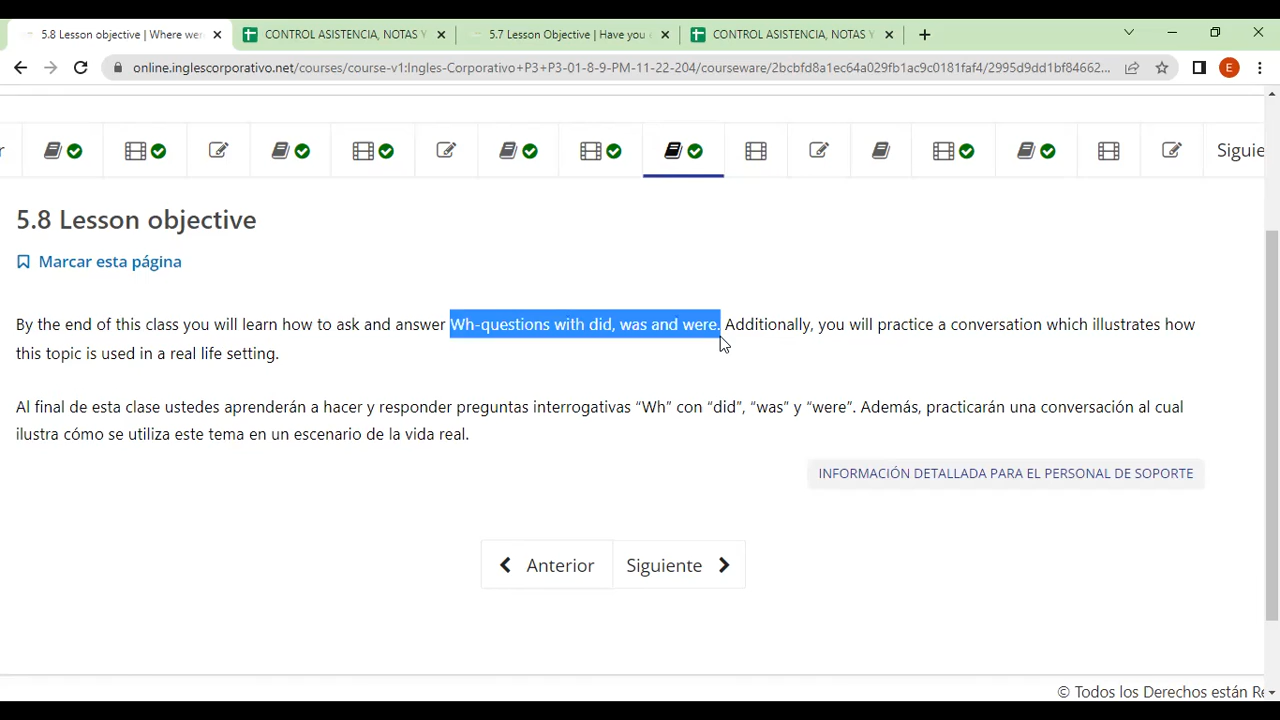 5.8 Lesson objective | Where wer
CONTROL ASISTENCIA, NOTAS Y
5.7 Lesson Objective | Have you
CONTROL ASISTENCIA, NOTAS Y
online.inglescorporativo.net/courses/course-v1:Ingles-Corporativo+P3+P3-01-8-9-PM-11-22-204/courseware/2bcbfd8a1ec64a029fb1ac9c0181faf4/2995d9dd1bf84662...
E
r
Siguie
5.8 Lesson objective
Marcar esta página
By the end of this class you will learn how to ask and answer Wh-questions with did, was and were. Additionally, you will practice a conversation which illustrates how
this topic is used in a real life setting.
Al final de esta clase ustedes aprenderán a hacer y responder preguntas interrogativas “Wh” con “did”, “was” y “were”. Además, practicarán una conversación al cual
ilustra cómo se utiliza este tema en un escenario de la vida real.
INFORMACIÓN DETALLADA PARA EL PERSONAL DE SOPORTE
Anterior
Siguiente
© Todos los Derechos están Re